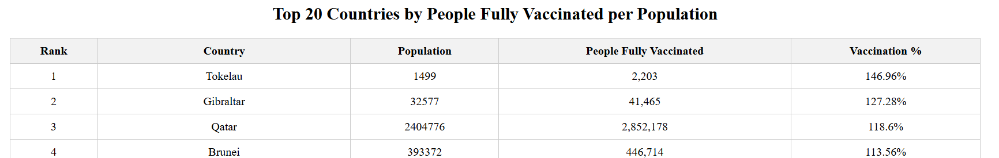 Top 20 Countries by People Fully Vaccinated per Population
Rank Country Population People Fully Vaccinated Vaccination %
1 Tokelau 1499 2,203 146.96%
2 Gibraltar 32577 41,465 127.28%
3 Qatar 2404776 2,852,178 118.6%
4 Brunei 393372 446,714 113.56%